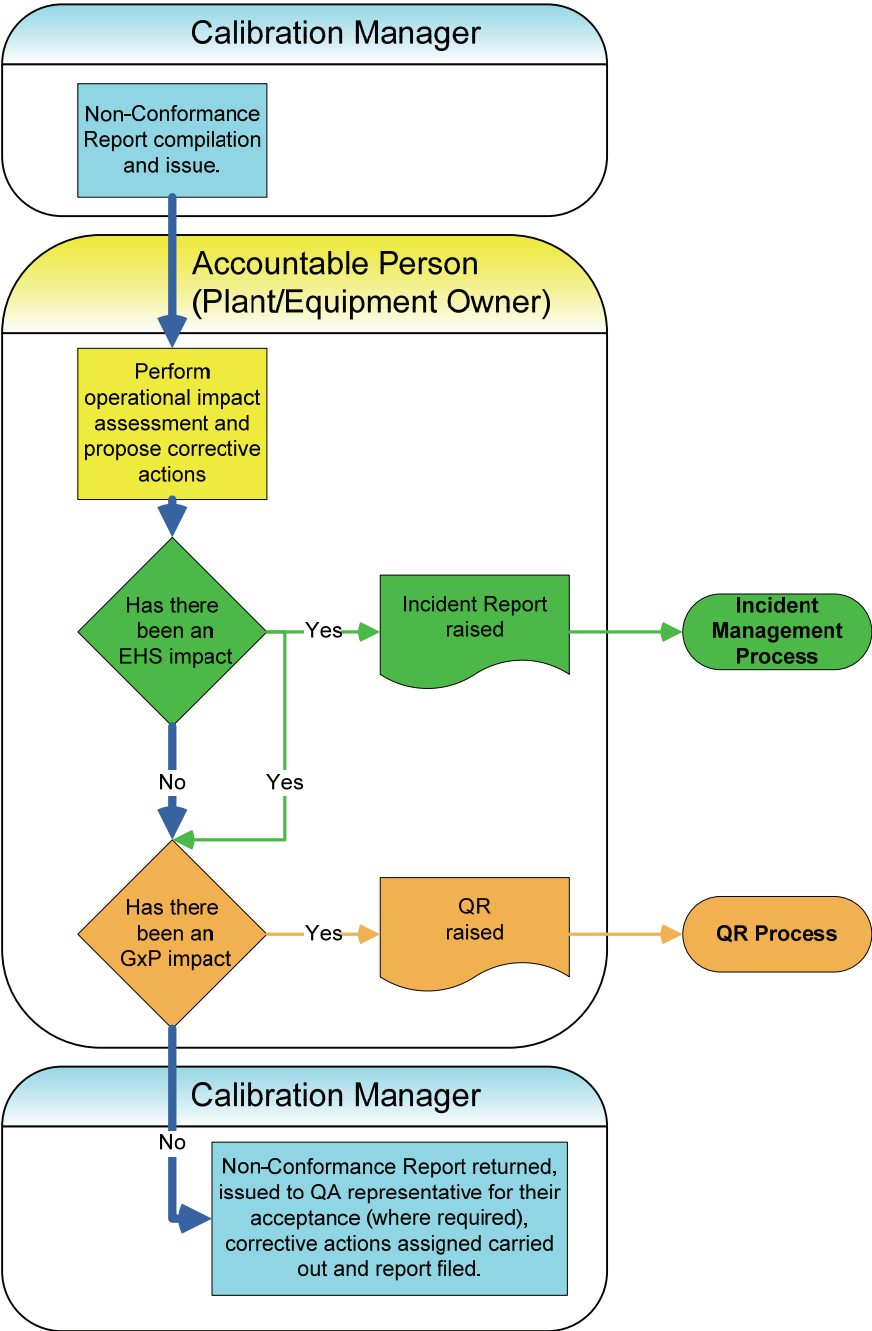 Calibration Manager
Non-Conformance
Report compilation
and issue.
Accountable Person
(Plant/Equipment Owner)
Perform
operational impact
assessment and
propose corrective
actions
Has there
been an
EHS impact
Yes
Incident Report
raised
Incident
Management
Process
No
Yes
Has there
been an
GxP impact
Yes
QR
raised
QR Process
Calibration Manager
No
Non-Conformance Report returned,
issued to QA representative for their
acceptance (where required),
corrective actions assigned carried
out and report filed.